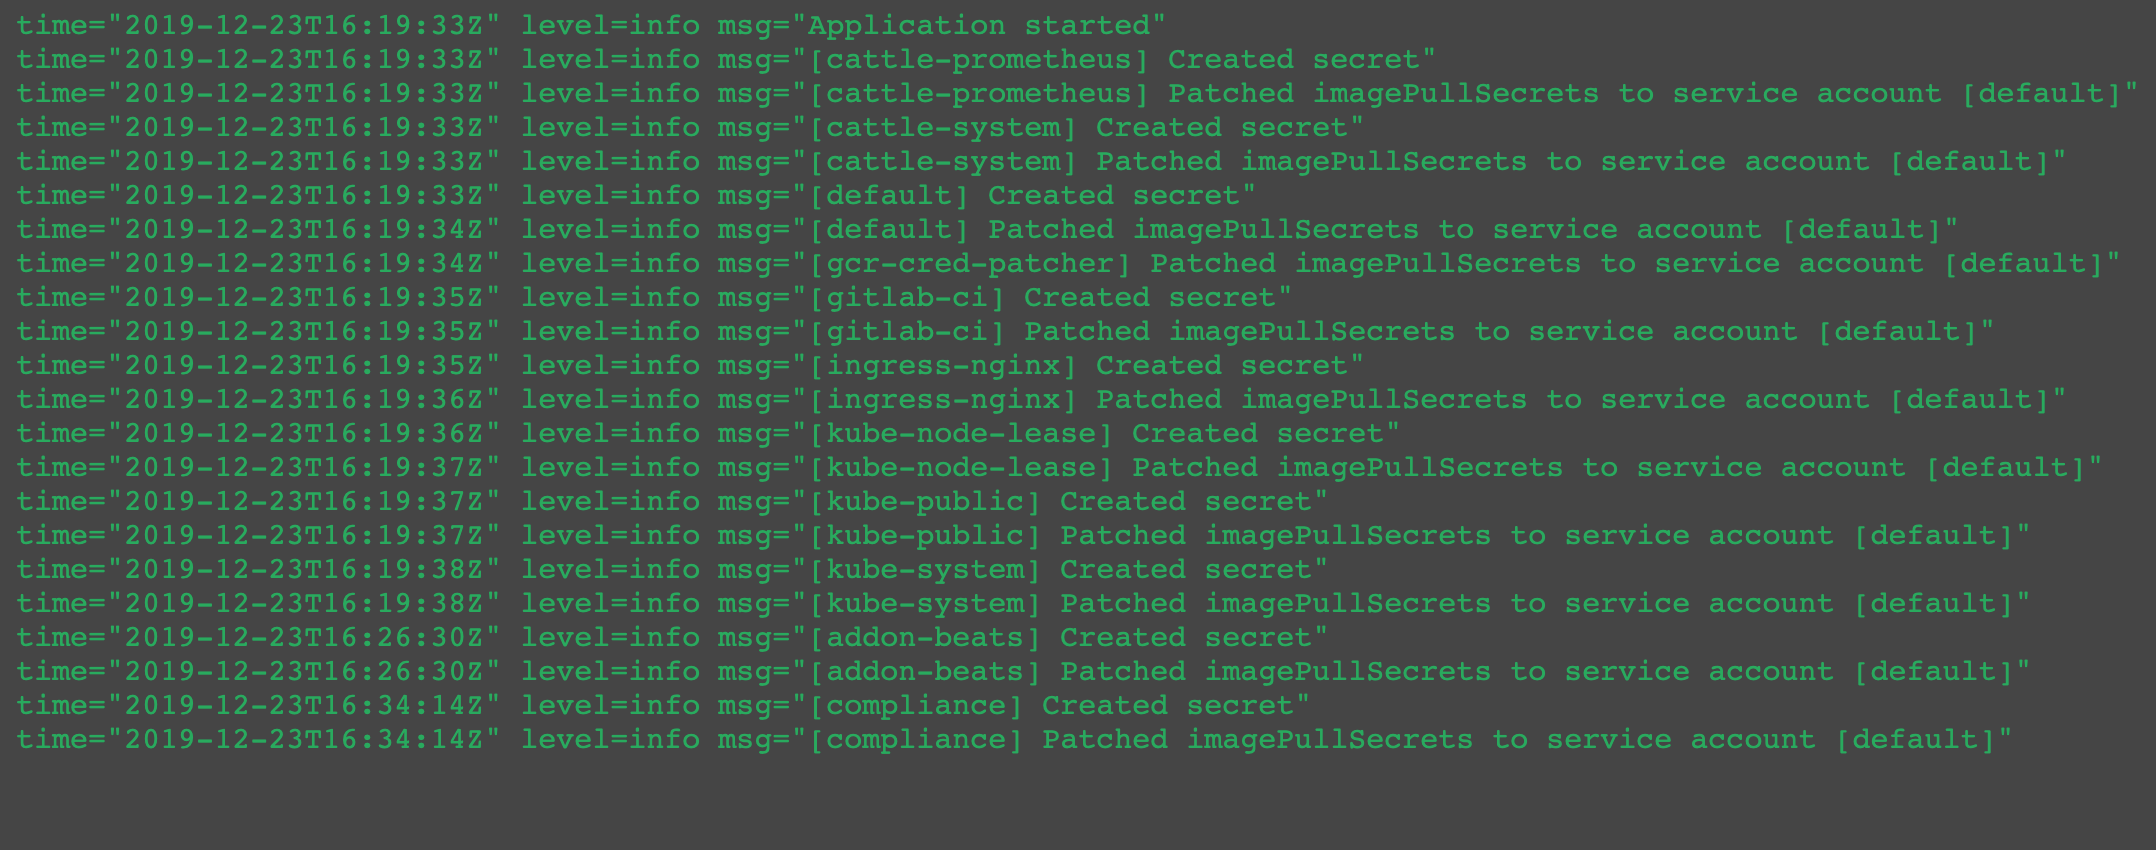 time="2019-12-23T16:19:33Z" level=info msg="Application started"
time="2019-12-23T16:19:33Z" level=info msg="[cattle-prometheus] Created secret"
time="2019-12-23T16:19:33Z" level=info msg="[cattle-prometheus] Patched imagePullSecrets to service account [default]"
time="2019-12-23T16:19:33Z" level=info msg="[cattle-system] Created secret"
time="2019-12-23T16:19:33Z" level=info msg="[cattle-system] Patched imagePullSecrets to service account [default]"
time="2019-12-23T16:19:33Z" level=info msg="[default] Created secret"
time="2019-12-23T16:19:34Z" level=info msg="[default] Patched imagePullSecrets to service account [default]"
time="2019-12-23T16:19:34Z" level=info msg="[gcr-cred-patcher] Patched imagePullSecrets to service account [default]"
time="2019-12-23T16:19:35Z" level=info msg="[gitlab-ci] Created secret"
time="2019-12-23T16:19:35Z" level=info msg="[gitlab-ci] Patched imagePullSecrets to service account [default]"
time="2019-12-23T16:19:35Z" level=info msg="[ingress-nginx] Created secret"
time="2019-12-23T16:19:36Z" level=info msg="[ingress-nginx] Patched imagePullSecrets to service account [default]"
time="2019-12-23T16:19:36Z" level=info msg="[kube-node-lease] Created secret"
time="2019-12-23T16:19:37Z" level=info msg="[kube-node-lease] Patched imagePullSecrets to service account [default]"
time="2019-12-23T16:19:37Z" level=info msg="[kube-public] Created secret"
time="2019-12-23T16:19:37Z" level=info msg="[kube-public] Patched imagePullSecrets to service account [default]"
time="2019-12-23T16:19:38Z" level=info msg="[kube-system] Created secret"
time="2019-12-23T16:19:38Z" level=info msg="[kube-system] Patched imagePullSecrets to service account [default]"
time="2019-12-23T16:26:30Z" level=info msg="[addon-beats] Created secret"
time="2019-12-23T16:26:30Z" level=info msg="[addon-beats] Patched imagePullSecrets to service account [default]"
time="2019-12-23T16:34:14Z" level=info msg="[compliance] Created secret"
time="2019-12-23T16:34:14Z" level=info msg="[compliance] Patched imagePullSecrets to service account [default]"